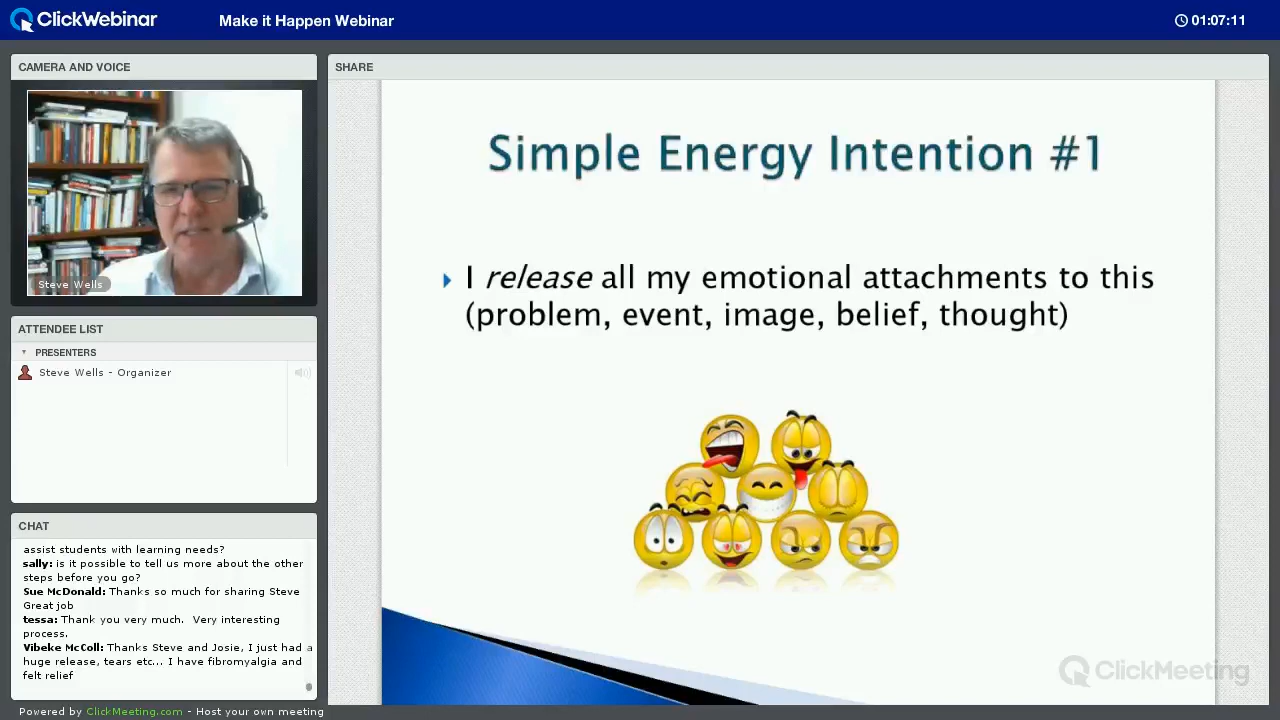 ClickWebinar
Make it Happen Webinar
01:07:11
CAMERA AND VOICE
Steve Wells
ATTENDEE LIST
PRESENTERS
Steve Wells - Organizer
CHAT
assist students with learning needs?
sally: is it possible to tell us more about the other
steps before you go?
Sue McDonald: Thanks so much for sharing Steve
Great job
tessa: Thank you very much. Very interesting
process.
Vibeke McColl: Thanks Steve and Josie, I just had a
huge release, tears etc... I have fibromyalgia and
felt relief
SHARE
Simple Energy Intention #1
I release all my emotional attachments to this
(problem, event, image, belief, thought)
ClickMeeting
Powered by ClickMeeting.com - Host your own meeting